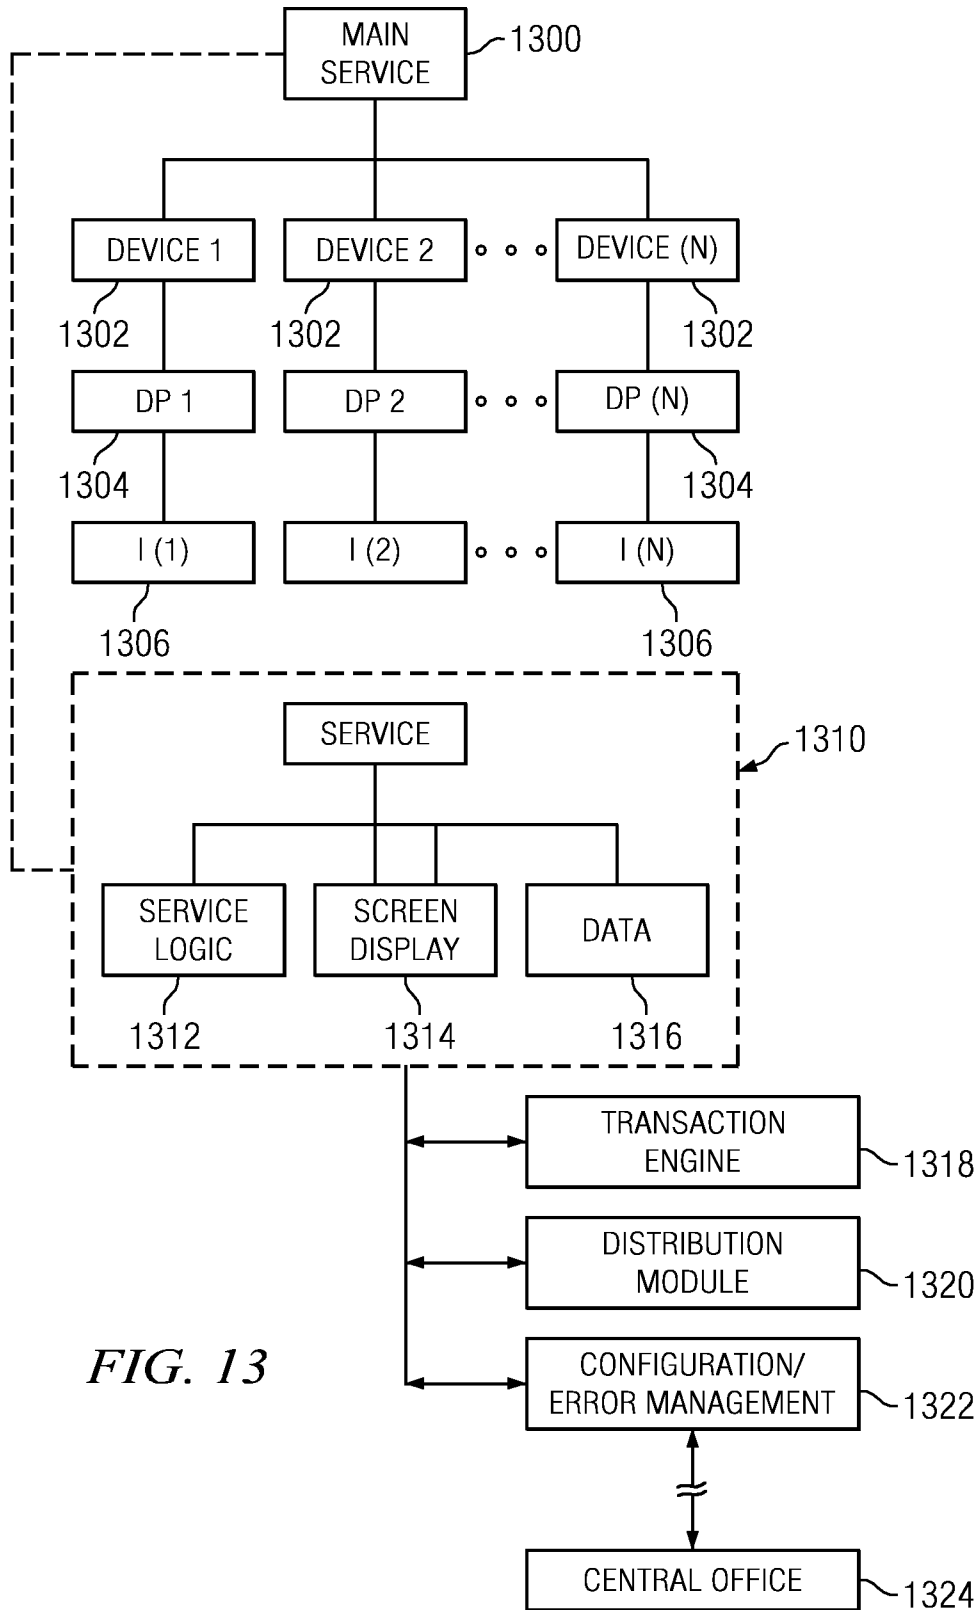 MAIN
SERVICE
1300
DEVICE 1
DEVICE 2
DEVICE (N)
1302
1302
1302
DP 1
DP 2
DP (N)
1304
1304
I (1)
I (2)
I (N)
1306
1306
SERVICE
1310
SERVICE
LOGIC
SCREEN
DISPLAY
DATA
1312
1314
1316
TRANSACTION
ENGINE
1318
DISTRIBUTION
MODULE
1320
FIG. 13
CONFIGURATION/
ERROR MANAGEMENT
1322
CENTRAL OFFICE
1324